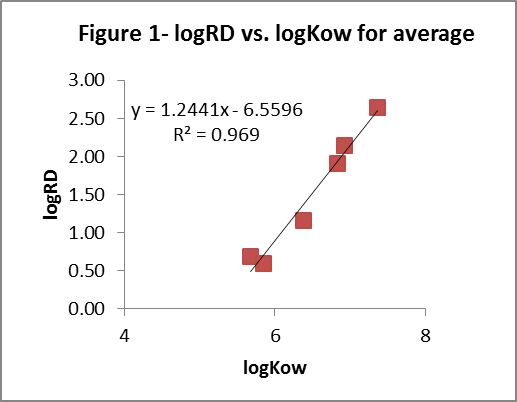 Figure 1- logRD vs. logKow for average
3.00
y = 1.2441x - 6.5596
2.50
R² = 0.969
2.00
logRD
1.50
1.00
0.50
0.00
4 6 8
logKow